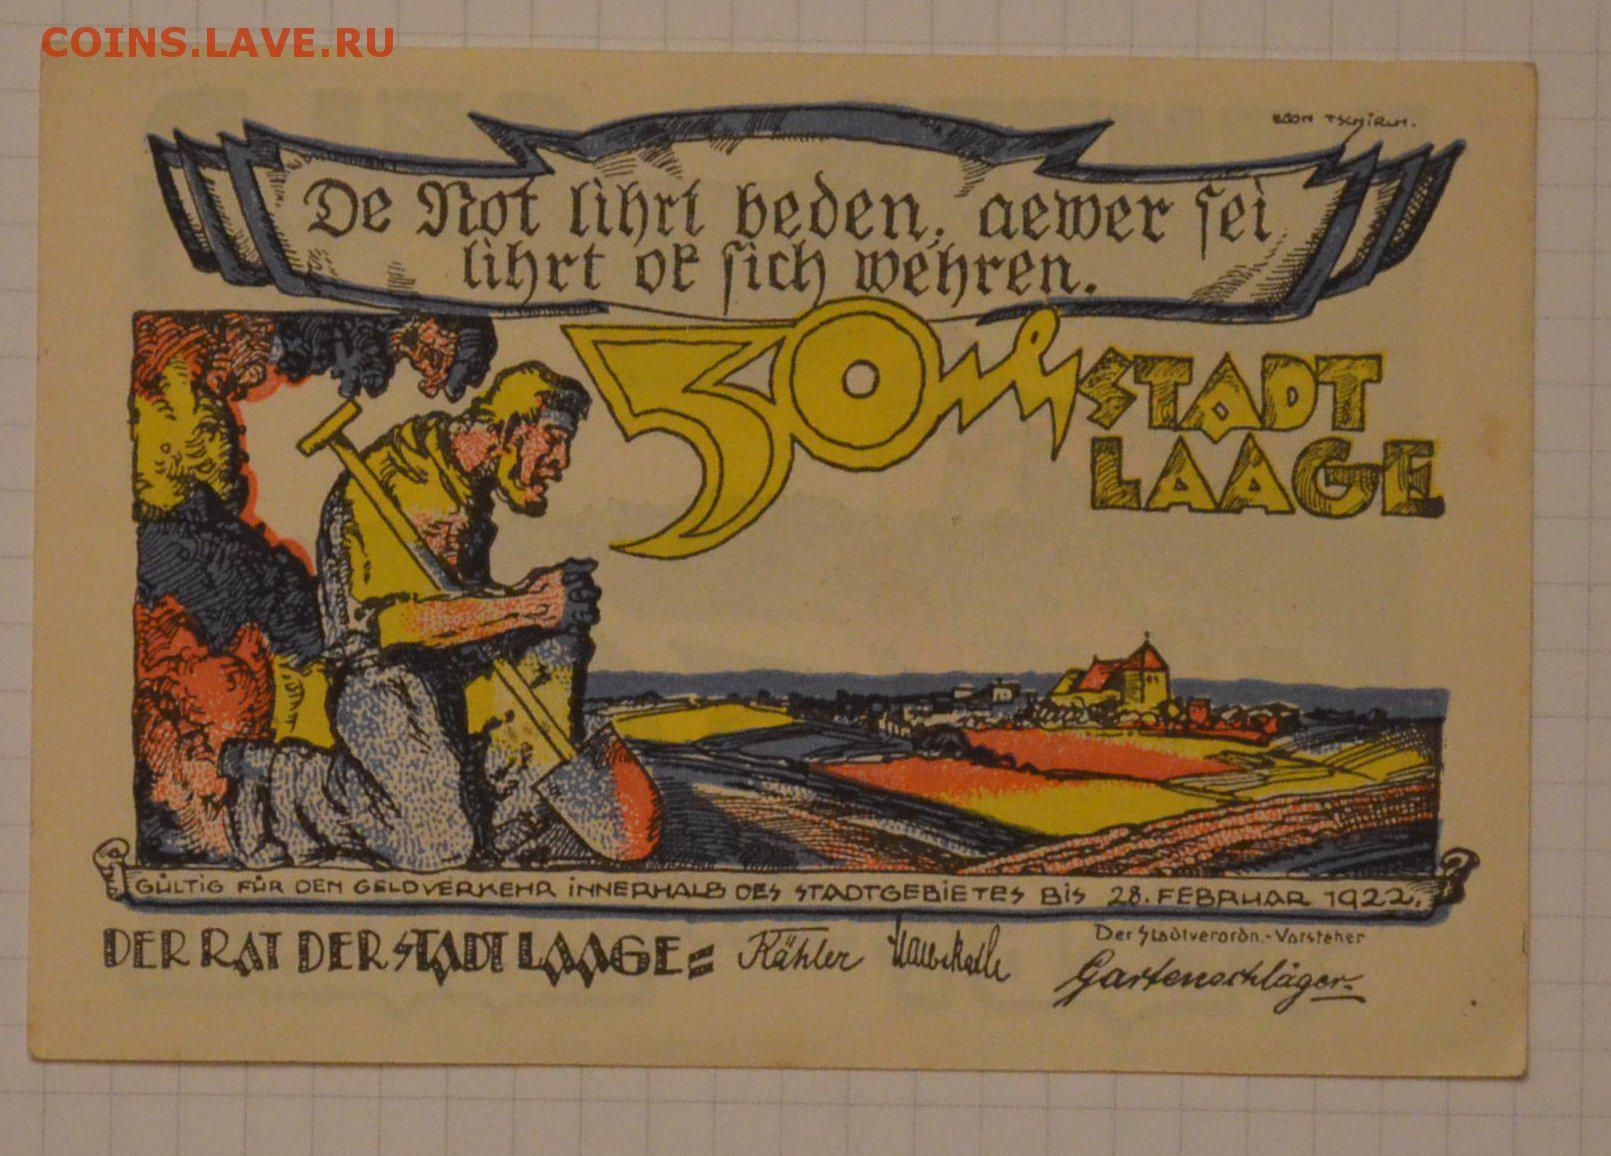 COINS.LAVE.RU
EGON TSCHIRCH.
De Not lihrt beden, aewer sei
lihrt ok sich wehren.
50 Pf
STADT
LAAGE
GÜLTIG FÜR DEN GELDVERKEHR INNERHALB DES STADTGEBIETES BIS 28. FEBRUAR 1922.
DER RAT DER STADT LAAGE = Kähler
Der Stadtverordn.-Vorsteher
Gartenschläger.